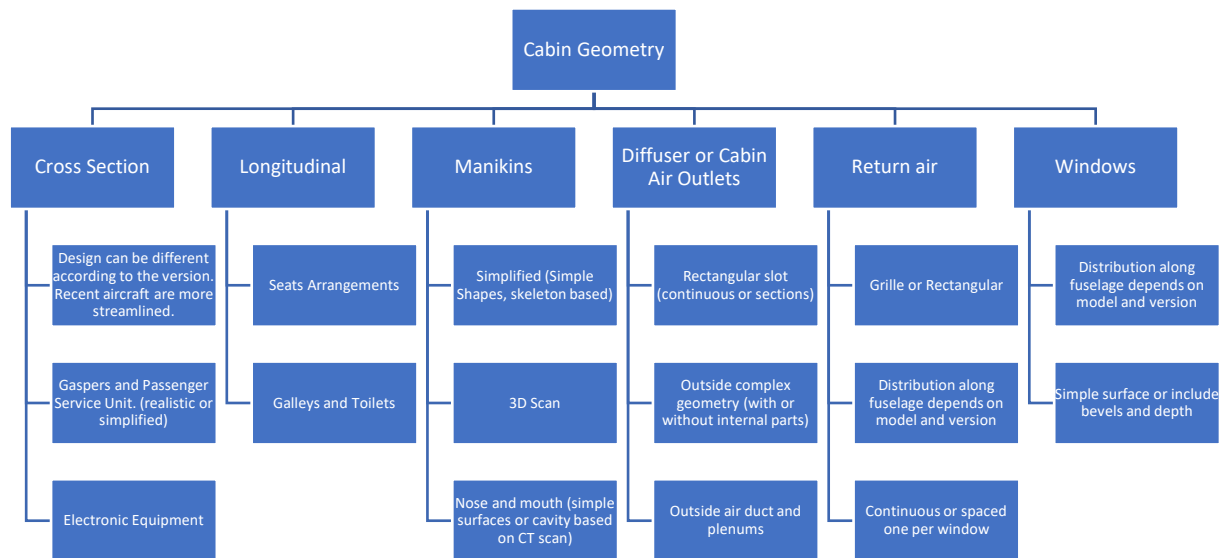 Cabin Geometry
Cross Section
Longitudinal
Manikins
Diffuser or Cabin
Air Outlets
Return air
Windows
Design can be different
according to the version.
Recent aircraft are more
streamlined.
Gaspers and Passenger
Service Unit. (realistic or
simplified)
Electronic Equipment
Seats Arrangements
Galleys and Toilets
Simplified (Simple
Shapes, skeleton based)
3D Scan
Nose and mouth (simple
surfaces or cavity based
on CT scan)
Rectangular slot
(continuous or sections)
Outside complex
geometry (with or
without internal parts)
Outside air duct and
plenums
Grille or Rectangular
Distribution along
fuselage depends on
model and version
Continuous or spaced
one per window
Distribution along
fuselage depends on
model and version
Simple surface or include
bevels and depth